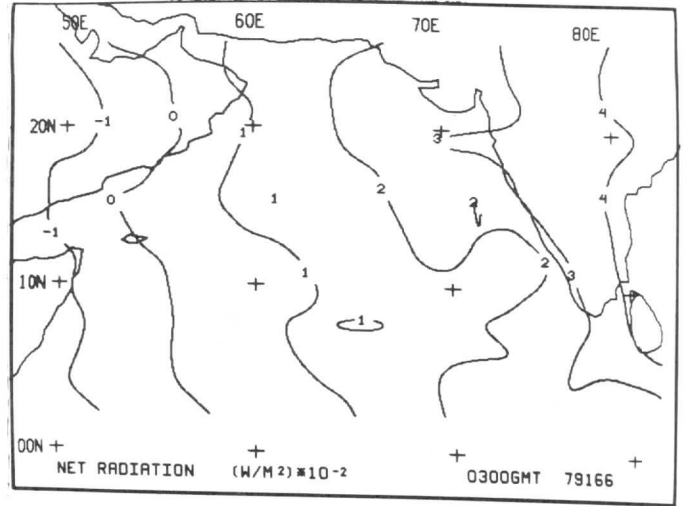 50E 60E 70E 80E
4
0
20N -1 1 3
2
0 1 2 4
-1
1 2 3
10N
1
00N
NET RADIATION (W/M²)*10⁻²
0300GMT 79166